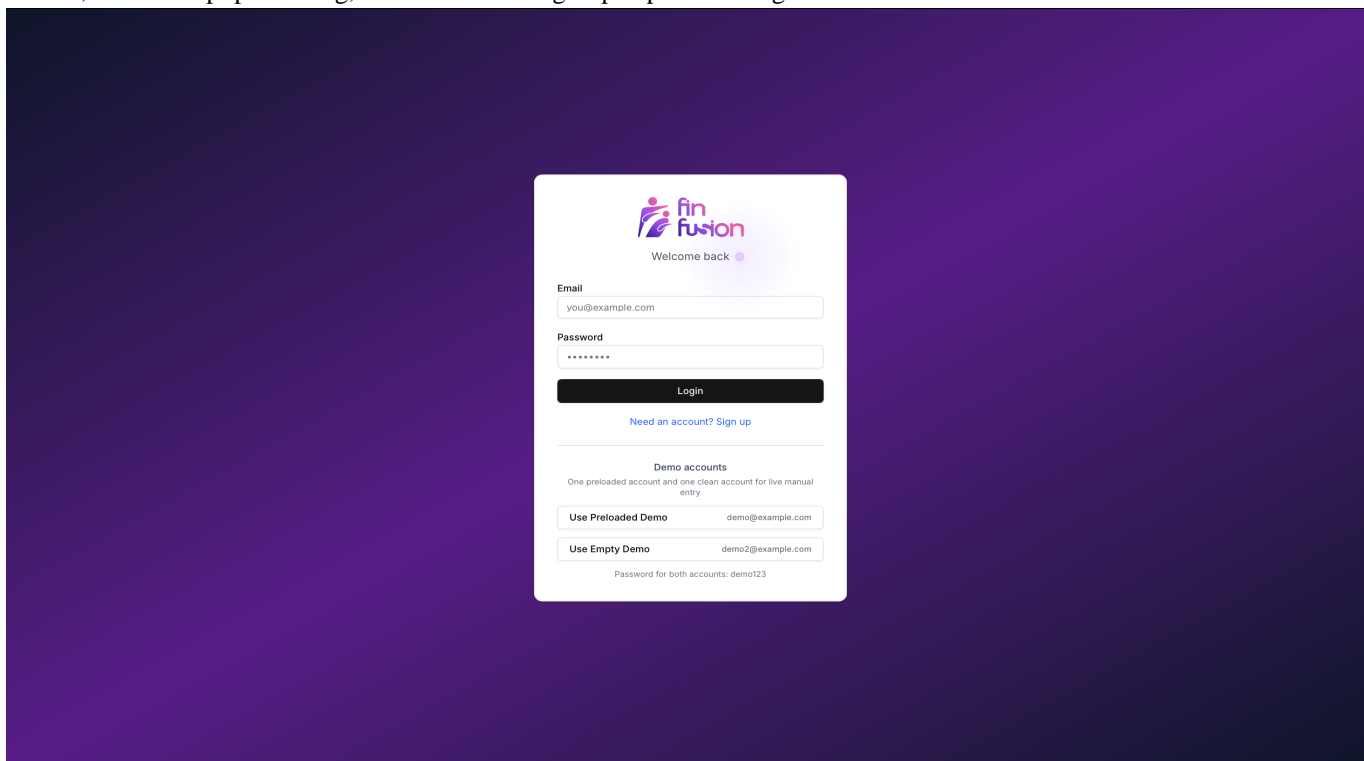 fin
fusion
Welcome back
Email
you@example.com
Password
••••••••
Login
Need an account? Sign up
Demo accounts
One preloaded account and one clean account for live manual
entry
Use Preloaded Demo demo@example.com
Use Empty Demo demo2@example.com
Password for both accounts: demo123